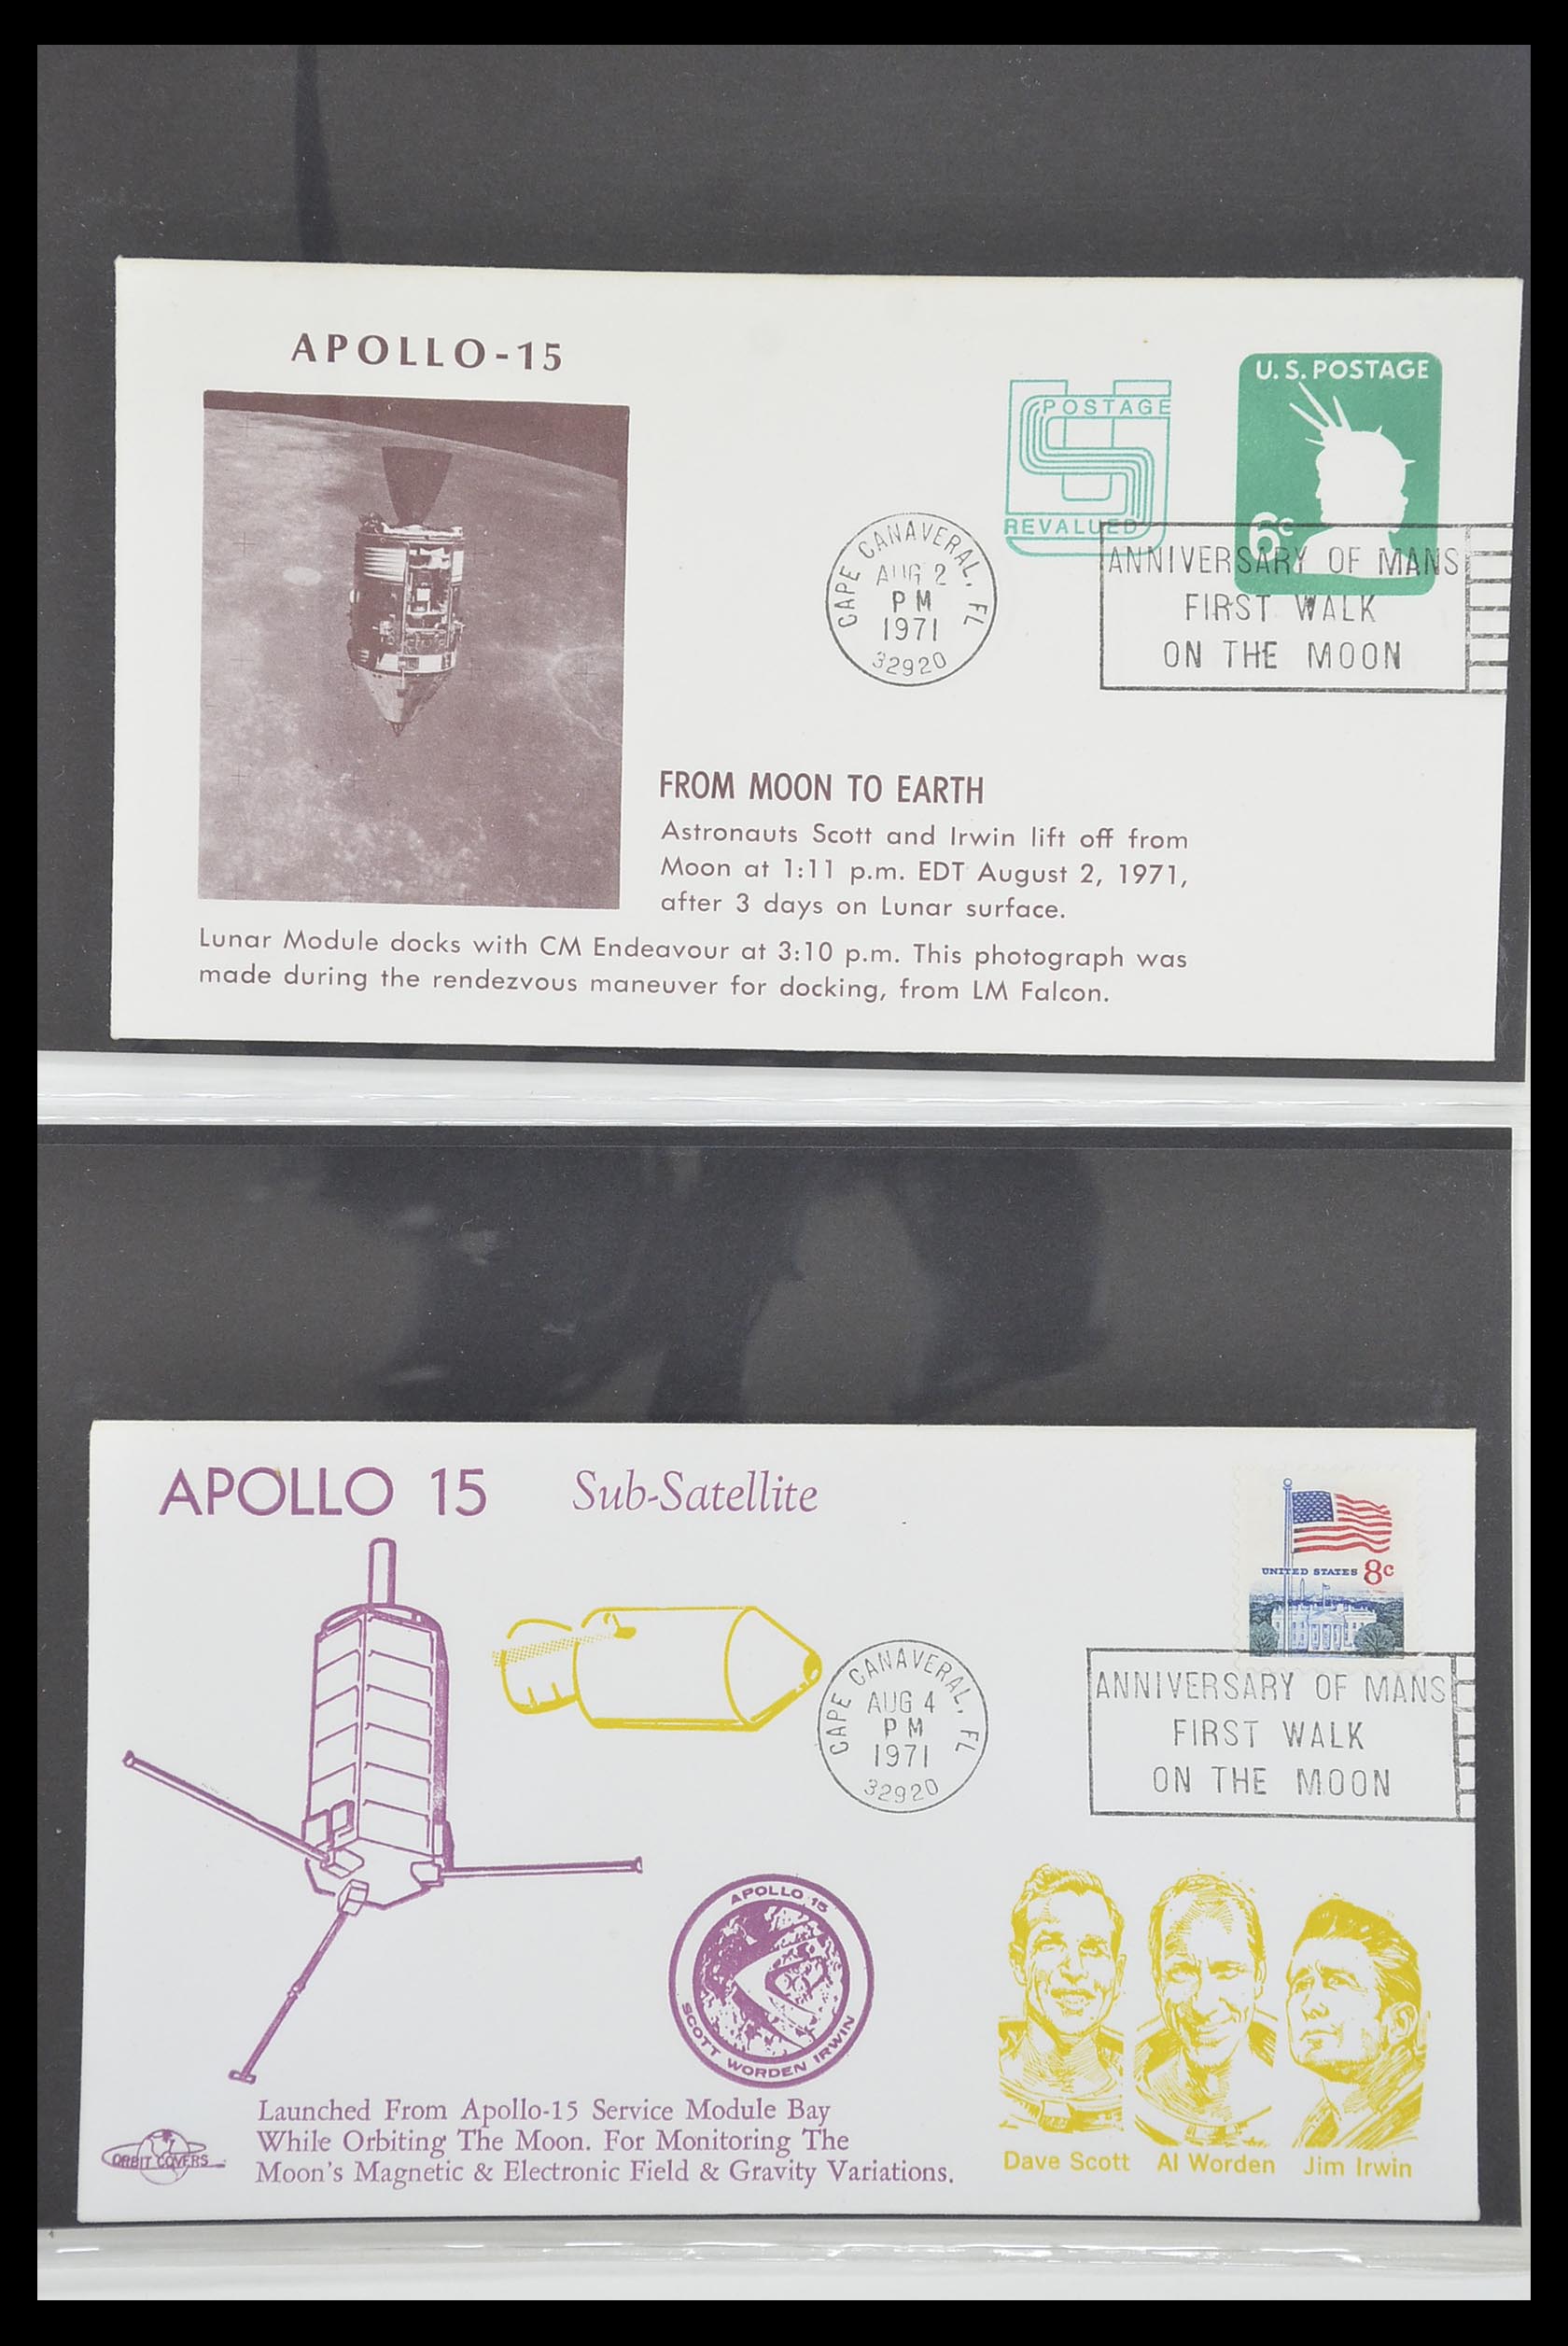 APOLLO-15
U.S. POSTAGE
POSTAGE
REVALUED
6c
CAPE CANAVERAL, FL
AUG 2
PM
1971
32920
ANNIVERSARY OF MANS
FIRST WALK
ON THE MOON
FROM MOON TO EARTH
Astronauts Scott and Irwin lift off from
Moon at 1:11 p.m. EDT August 2, 1971,
after 3 days on Lunar surface.
Lunar Module docks with CM Endeavour at 3:10 p.m. This photograph was
made during the rendezvous maneuver for docking, from LM Falcon.
APOLLO 15 Sub-Satellite
UNITED STATES 8c
CAPE CANAVERAL, FL
AUG 4
PM
1971
32920
ANNIVERSARY OF MANS
FIRST WALK
ON THE MOON
APOLLO 15
SCOTT WORDEN IRWIN
Launched From Apollo-15 Service Module Bay
While Orbiting The Moon. For Monitoring The
Moon's Magnetic & Electronic Field & Gravity Variations.
ORBIT COVERS
Dave Scott Al Worden Jim Irwin